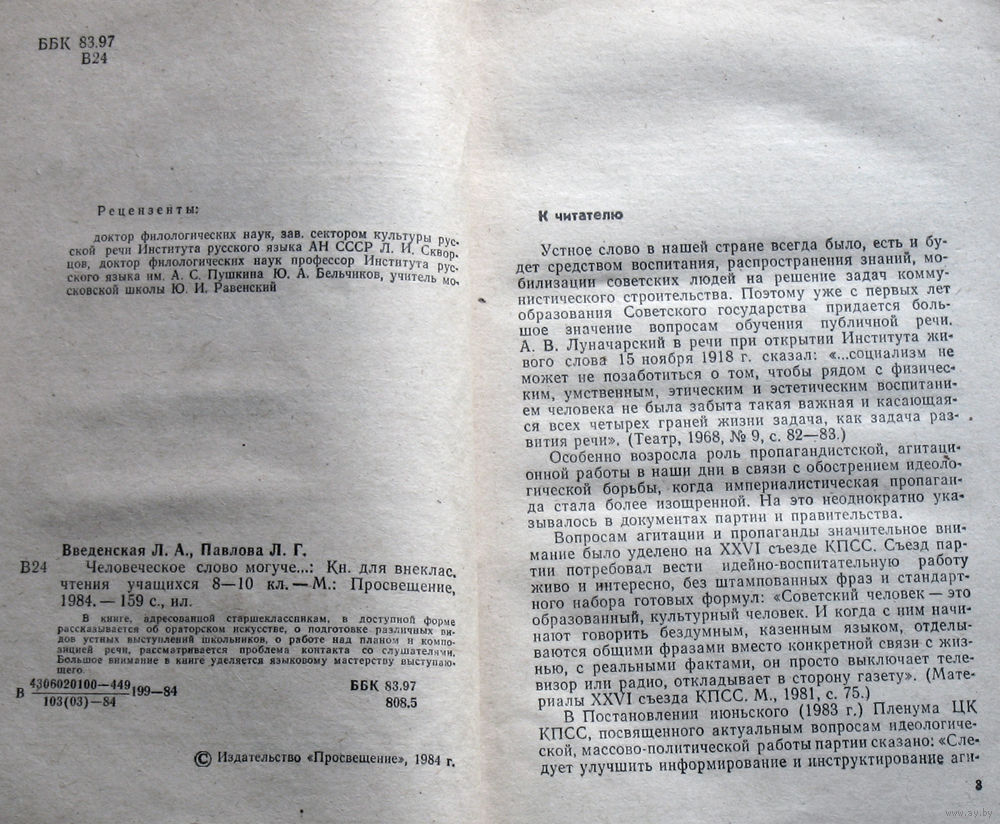 ББК 83.97
В24
Рецензенты:
доктор филологических наук, зав. сектором культуры рус-
ской речи Института русского языка АН СССР Л. И. Сквор-
цов, доктор филологических наук профессор Института рус-
ского языка им. А. С. Пушкина Ю. А. Бельчиков, учитель мо-
сковской школы Ю. И. Равенский
Введенская Л. А., Павлова Л. Г.
В24 Человеческое слово могуче...: Кн. для внеклас.
чтения учащихся 8—10 кл. — М.: Просвещение,
1984. — 159 с., ил.
В книге, адресованной старшеклассникам, в доступной форме
рассказывается об ораторском искусстве, о подготовке различных ви-
дов устных выступлений школьников, о работе над планом и компо-
зицией речи, рассматривается проблема контакта со слушателями.
Большое внимание в книге уделяется языковому мастерству выступаю-
щего.
В 4306020100—449
103(03)—84 199—84
ББК 83.97
808.5
© Издательство «Просвещение», 1984 г.
К читателю
Устное слово в нашей стране всегда было, есть и бу-
дет средством воспитания, распространения знаний, мо-
билизации советских людей на решение задач комму-
нистического строительства. Поэтому уже с первых лет
образования Советского государства придается боль-
шое значение вопросам обучения публичной речи.
А. В. Луначарский в речи при открытии Института жи-
вого слова 15 ноября 1918 г. сказал: «...социализм не
может не позаботиться о том, чтобы рядом с физичес-
ким, умственным, этическим и эстетическим воспитани-
ем человека не была забыта такая важная и касающа-
ся всех четырех граней жизни задача, как задача раз-
вития речи». (Театр, 1968, № 9, с. 82—83.)
Особенно возросла роль пропагандистской, агитаци-
онной работы в наши дни в связи с обострением идеоло-
гической борьбы, когда империалистическая пропаган-
да стала более изощренной. На это неоднократно ука-
зывалось в документах партии и правительства.
Вопросам агитации и пропаганды значительное вни-
мание было уделено на XXVI съезде КПСС. Съезд пар-
тии потребовал вести идейно-воспитательную работу
живо и интересно, без штампованных фраз и стандарт-
ного набора готовых формул: «Советский человек — это
образованный, культурный человек. И когда с ним начи-
нают говорить бездумным, казенным языком, отделы-
ваются общими фразами вместо конкретной связи с жиз-
нью, с реальными фактами, он просто выключает теле-
визор или радио, откладывает в сторону газету». (Мате-
риалы XXVI съезда КПСС. М., 1981, с. 75.)
В Постановлении июньского (1983 г.) Пленума ЦК
КПСС, посвященного актуальным вопросам идеологиче-
ской, массово-политической работы партии сказано: «Сле-
дует улучшить информирование и инструктирование аги-
3
www.ay.by